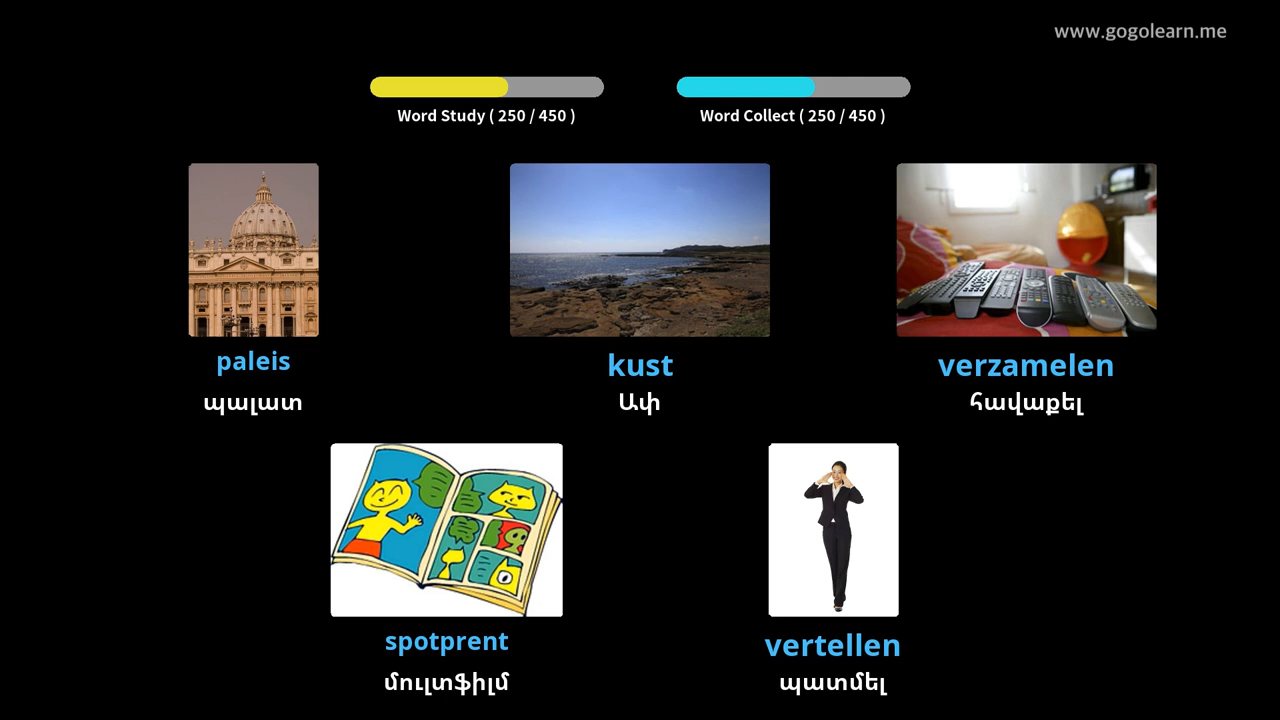 www.gogolearn.me
Word Study ( 250 / 450 )
Word Collect ( 250 / 450 )
paleis
պալատ
kust
Ափ
verzamelen
հավաքել
spotprent
մուլտֆիլմ
vertellen
պատմել